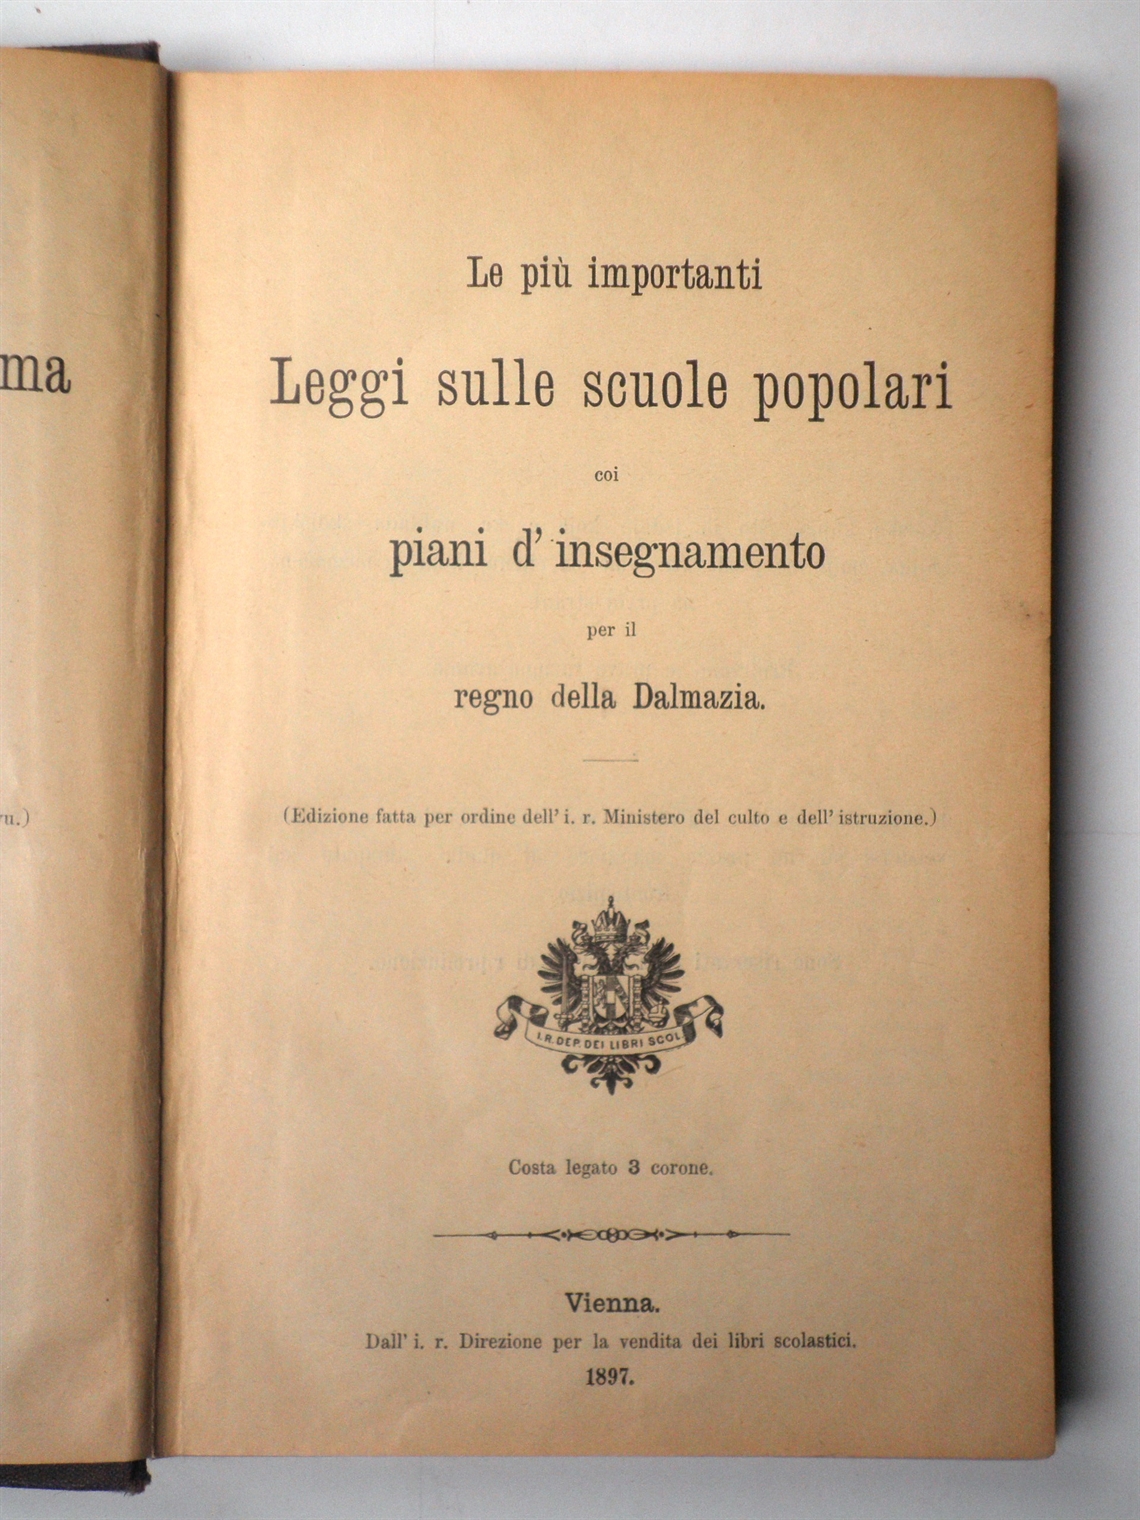 ma
Le più importanti
Leggi sulle scuole popolari
coi
piani d' insegnamento
per il
regno della Dalmazia.
(Edizione fatta per ordine dell' i. r. Ministero del culto e dell' istruzione.)
I. R. DEP. DEI LIBRI SCOL.
Costa legato 3 corone.
Vienna.
Dall' i. r. Direzione per la vendita dei libri scolastici.
1897.